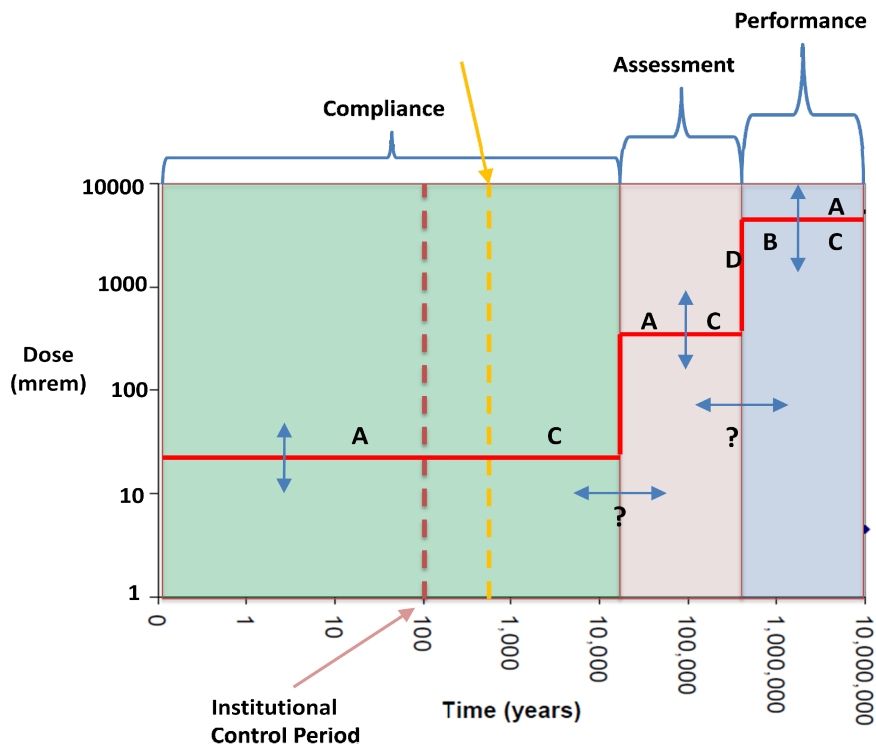 Performance
Assessment
Compliance
10000
1000
Dose
(mrem)
100
10
1
A
B
C
D
A
C
A
C
?
?
0
1
10
100
1,000
10,000
100,000
1,000,000
10,000,000
Time (years)
Institutional
Control Period